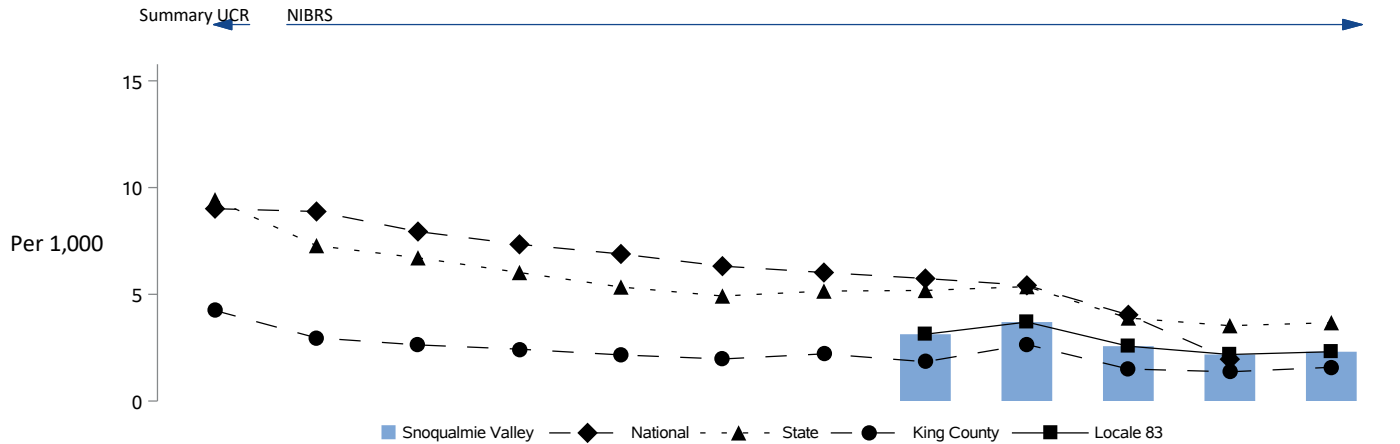 Summary UCR NIBRS
15
10
Per 1,000
5
0
Snoqualmie Valley National State King County Locale 83